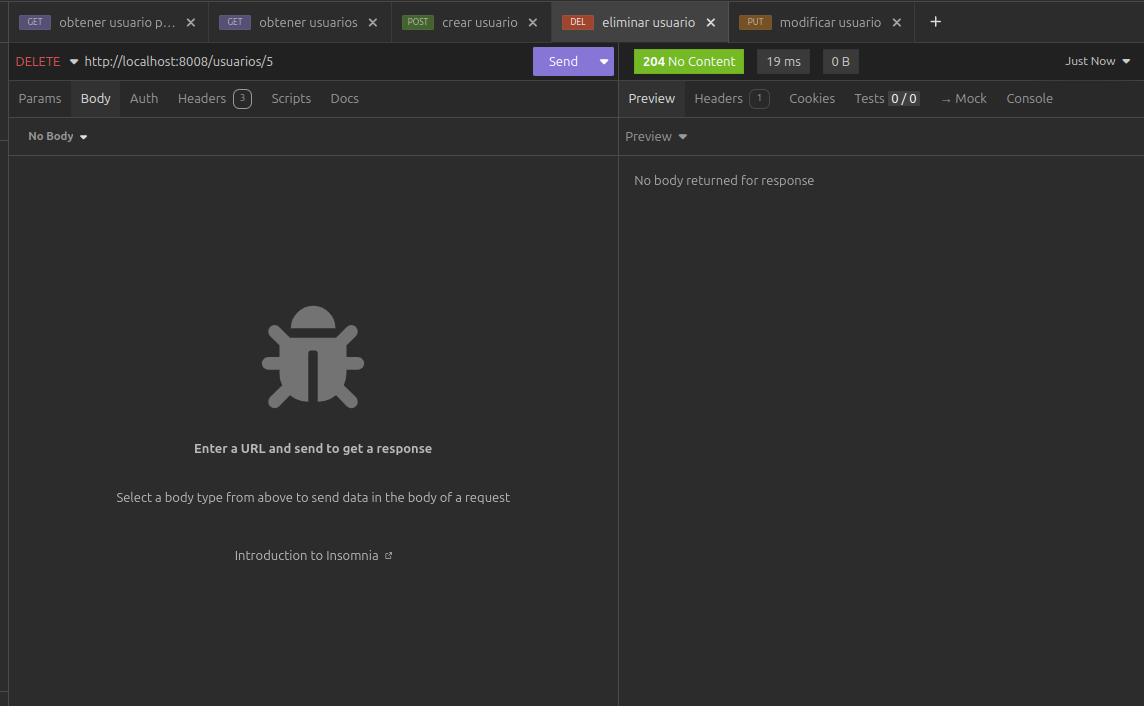 GET obtener usuario p... GET obtener usuarios POST crear usuario DEL eliminar usuario PUT modificar usuario +
DELETE http://localhost:8008/usuarios/5 Send 204 No Content 19 ms 0 B Just Now
Params Body Auth Headers 3 Scripts Docs Preview Headers 1 Cookies Tests 0 / 0 → Mock Console
No Body Preview
No body returned for response
Enter a URL and send to get a response
Select a body type from above to send data in the body of a request
Introduction to Insomnia